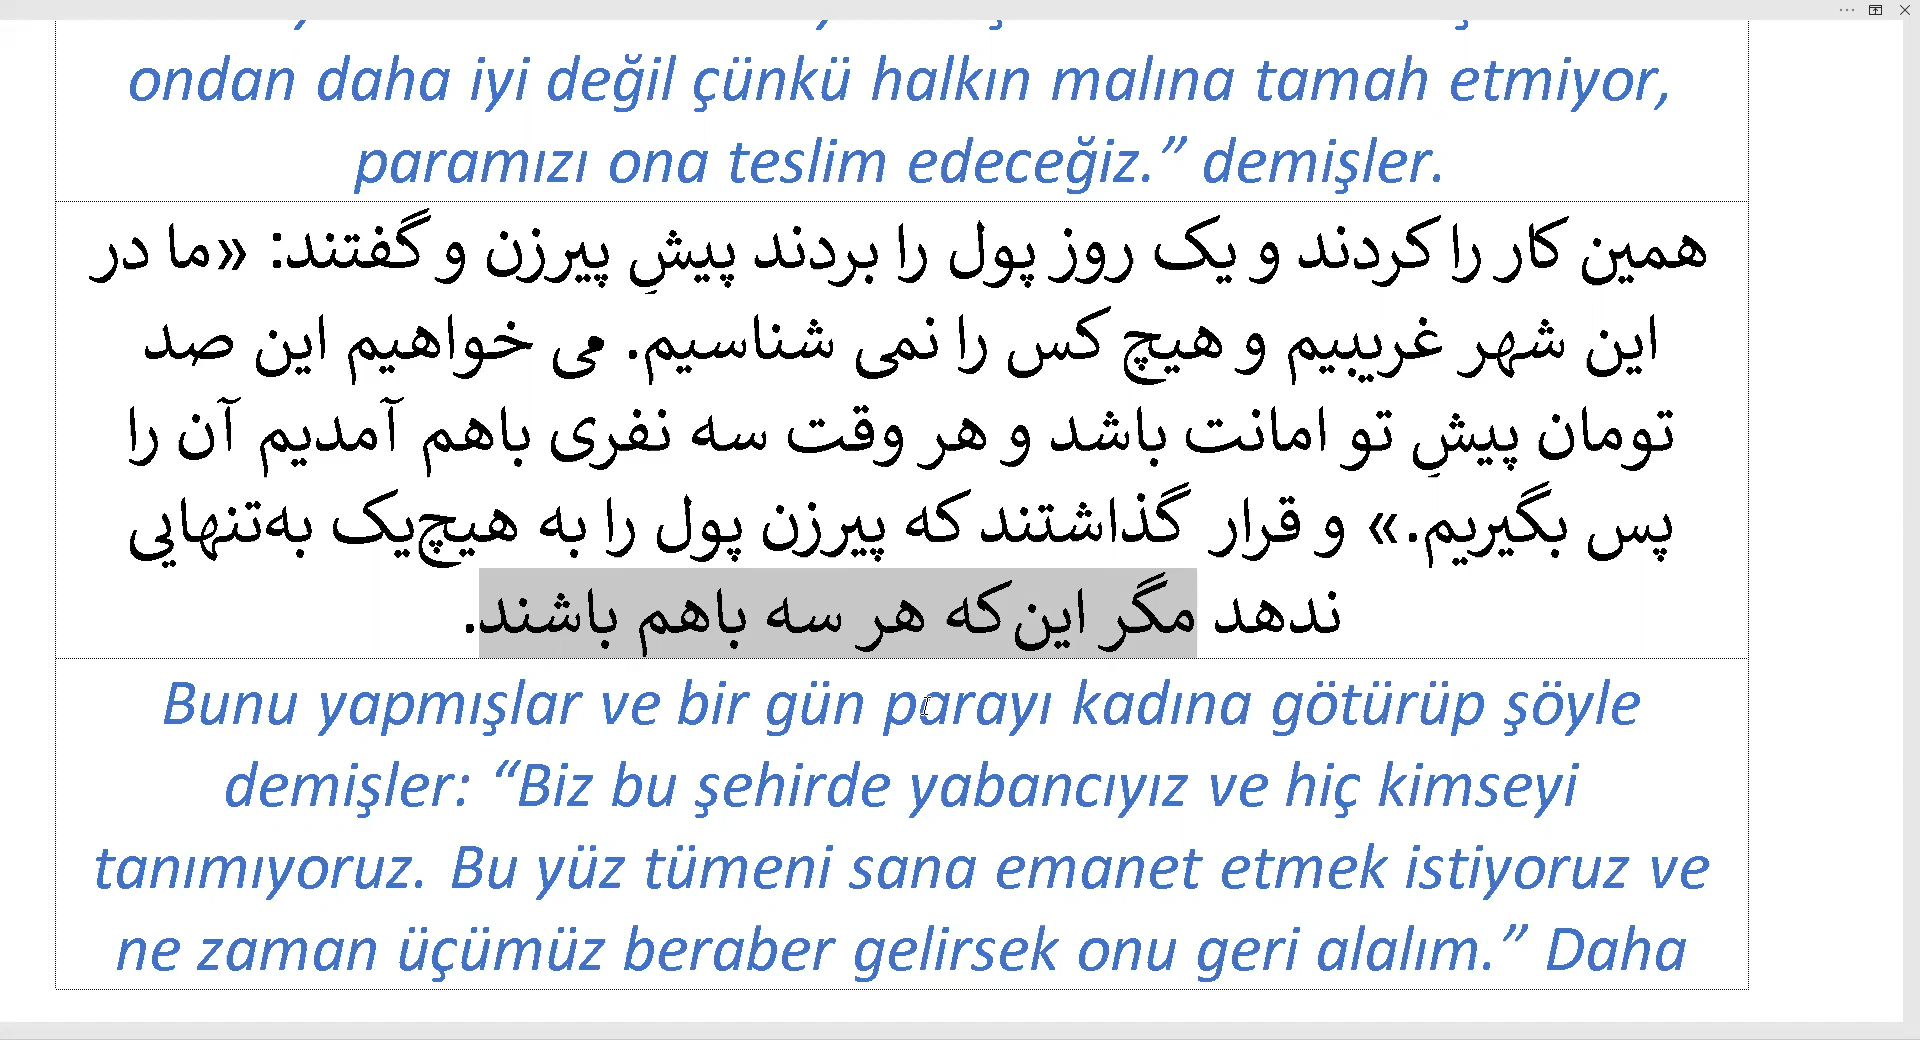 ondan daha iyi değil çünkü halkın malına tamah etmiyor,
paramızı ona teslim edeceğiz.” demişler.
همین کار را کردند و یک روز پول را بردند پیشِ پیرزن و گفتند: «ما در
این شهر غریبیم و هیچ کس را نمی شناسیم. می خواهیم این صد
تومان پیشِ تو امانت باشد و هر وقت سه نفری باهم آمدیم آن را
پس بگیریم.» و قرار گذاشتند که پیرزن پول را به هیچ‌یک به‌تنهایی
ندهد مگر این‌که هر سه باهم باشند.
Bunu yapmışlar ve bir gün parayı kadına götürüp şöyle
demişler: “Biz bu şehirde yabancıyız ve hiç kimseyi
tanımıyoruz. Bu yüz tümeni sana emanet etmek istiyoruz ve
ne zaman üçümüz beraber gelirsek onu geri alalım.” Daha